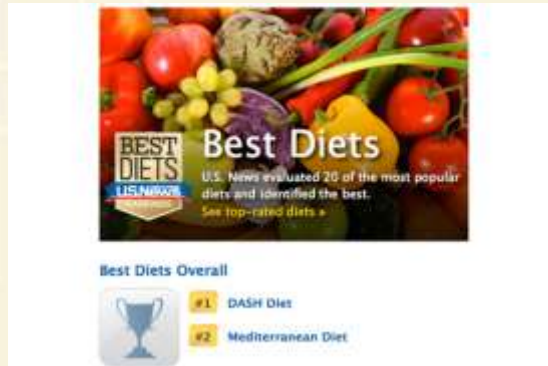 BEST
DIETS
U.S.News
Best Diets
U.S. News evaluated 20 of the most popular
diets and identified the best.
See top-rated diets »
Best Diets Overall
#1 DASH Diet
#2 Mediterranean Diet